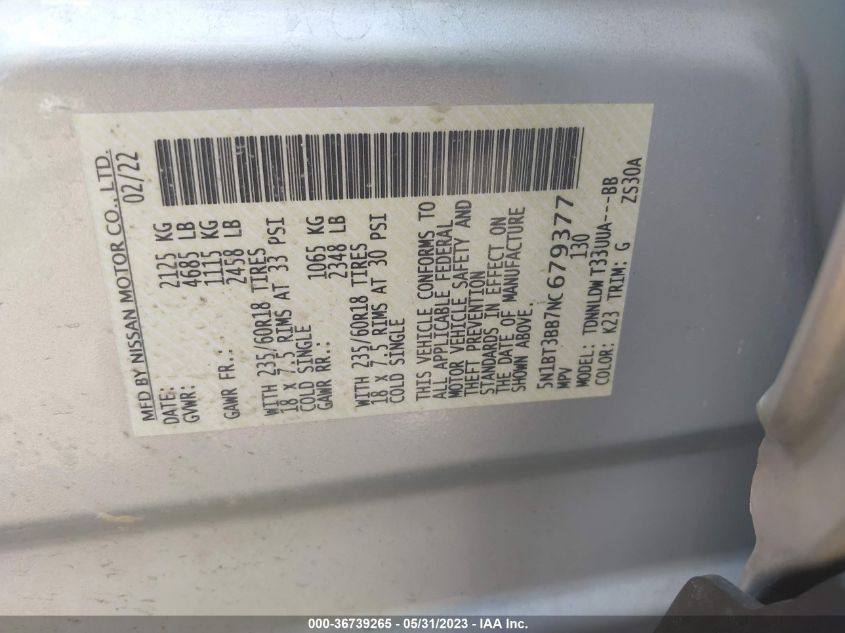 MFD BY NISSAN MOTOR CO., LTD.
DATE: 02/22
GVWR: 2125 KG
4685 LB
GAWR FR.: 1115 KG
2458 LB
WITH 235/60R18 TIRES
18 X 7.5 RIMS AT 33 PSI
COLD SINGLE
GAWR RR.: 1065 KG
2348 LB
WITH 235/60R18 TIRES
18 X 7.5 RIMS AT 30 PSI
COLD SINGLE
THIS VEHICLE CONFORMS TO
ALL APPLICABLE FEDERAL
MOTOR VEHICLE SAFETY AND
THEFT PREVENTION
STANDARDS IN EFFECT ON
THE DATE OF MANUFACTURE
SHOWN ABOVE.
5N1BT3BB7NC679377
MPV 130
MODEL: TDNNLDW T33UUA---BB
COLOR: K23 TRIM: G ZS30A
000-36739265 - 05/31/2023 - IAA Inc.